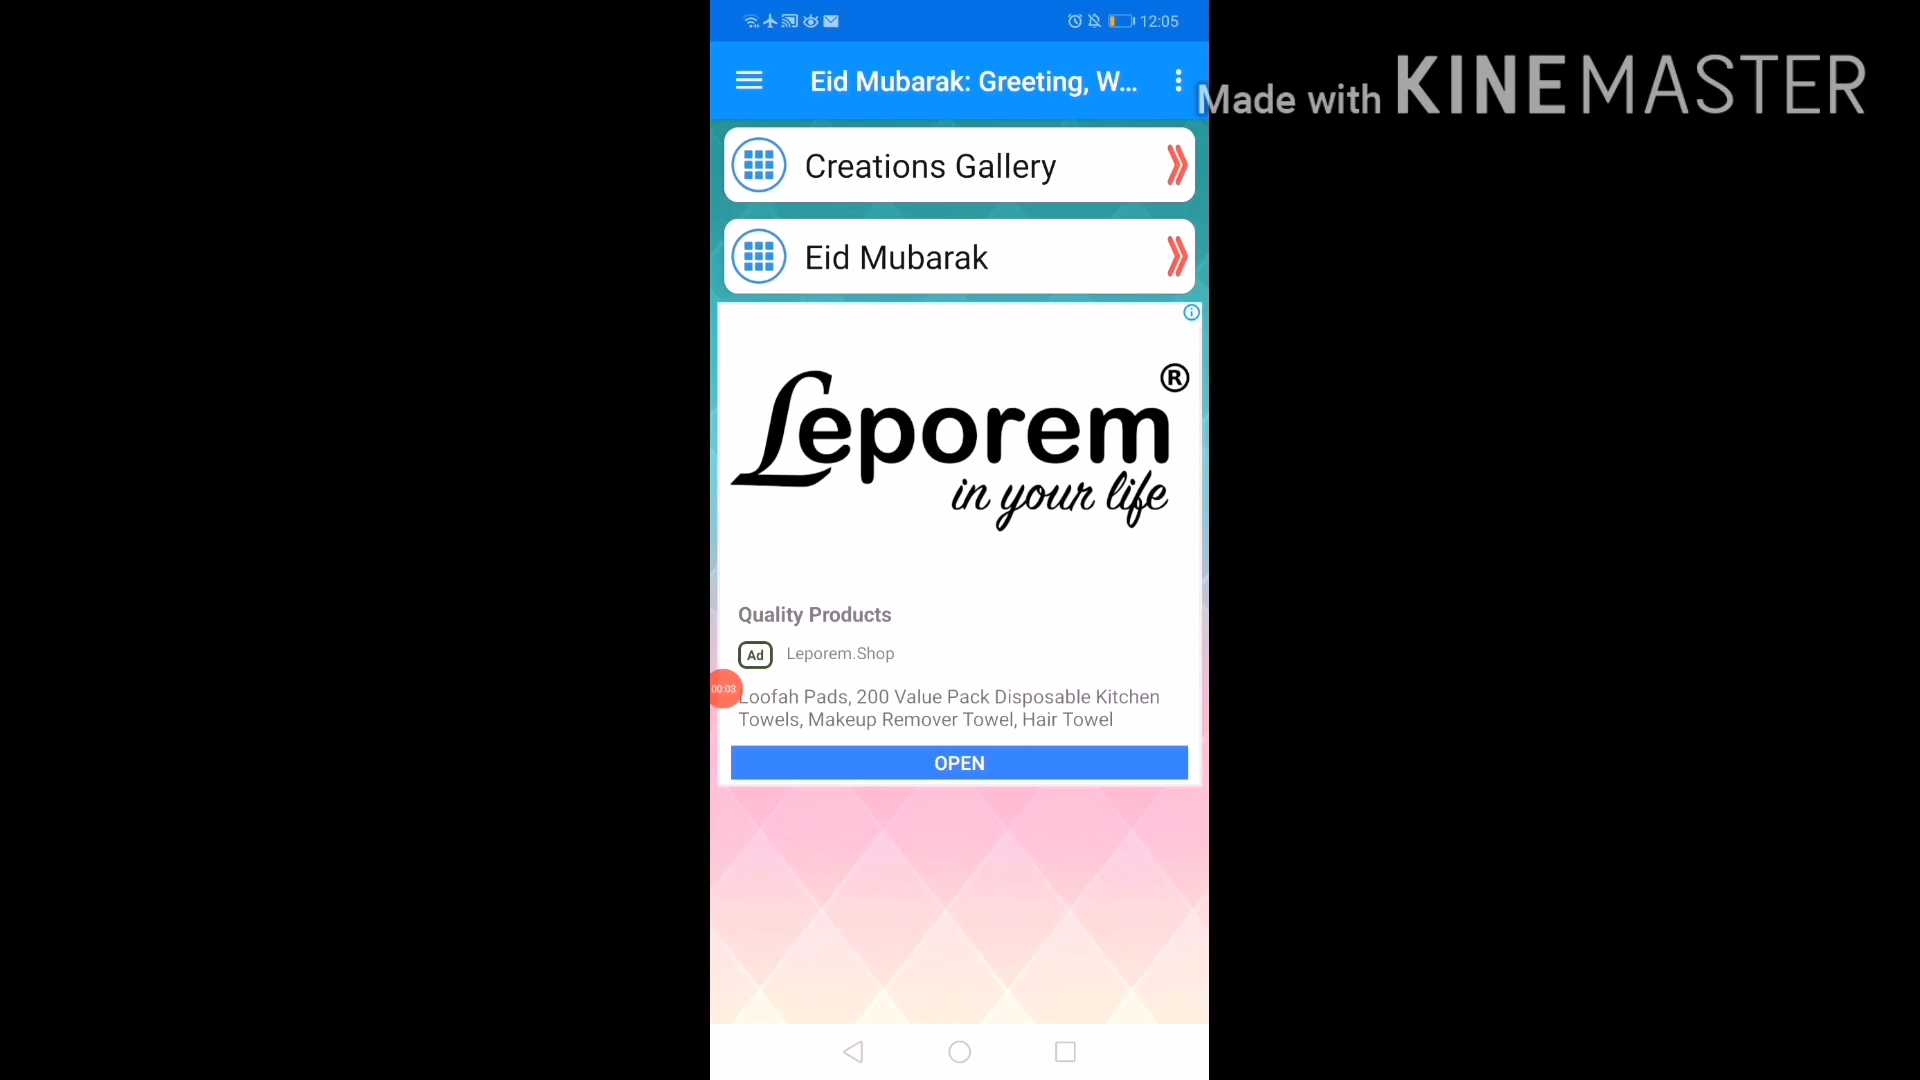 12:05
Eid Mubarak: Greeting, W...
Made with KINEMASTER
Creations Gallery
Eid Mubarak
Leporem®
in your life
Quality Products
Ad Leporem.Shop
00:03
Loofah Pads, 200 Value Pack Disposable Kitchen
Towels, Makeup Remover Towel, Hair Towel
OPEN